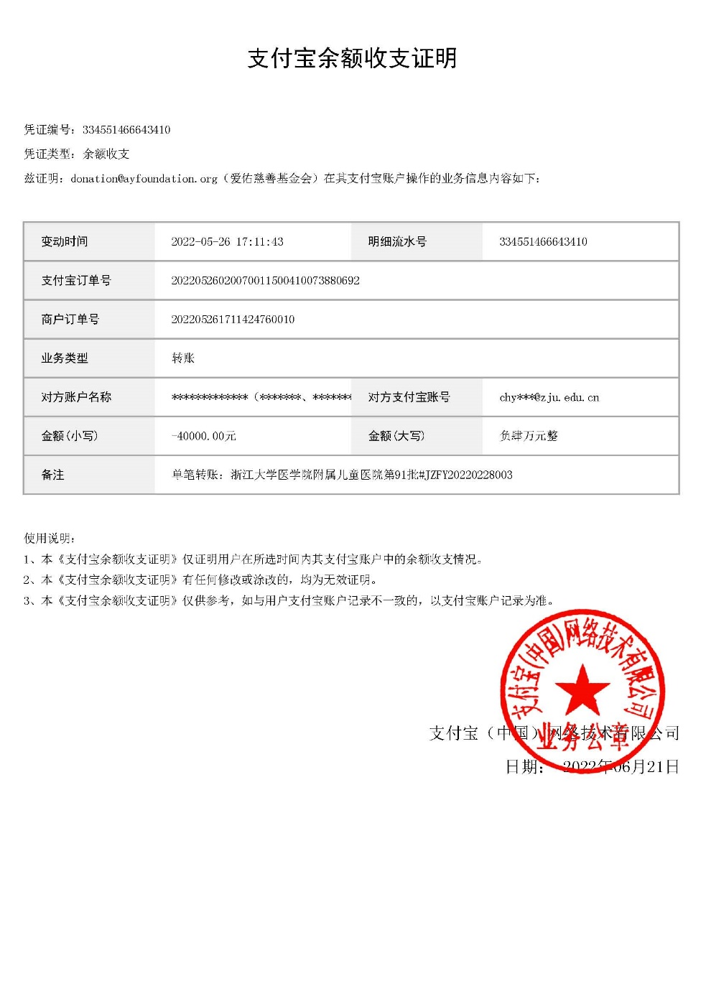 支付宝余额收支证明
凭证编号：334551466643410
凭证类型：余额收支
兹证明：donation@ayfoundation.org（爱佑慈善基金会）在其支付宝账户操作的业务信息内容如下：
变动时间 2022-05-26 17:11:43 明细流水号 334551466643410
支付宝订单号 20220526020070011500410073880692
商户订单号 202205261711424760010
业务类型 转账
对方账户名称 *************（*******、******* 对方支付宝账号 chy***@zju.edu.cn
金额(小写) -40000.00元 金额(大写) 负肆万元整
备注 单笔转账：浙江大学医学院附属儿童医院第91批#JZFY20220228003
使用说明：
1、本《支付宝余额收支证明》仅证明用户在所选时间内其支付宝账户中的余额收支情况。
2、本《支付宝余额收支证明》有任何修改或涂改的，均为无效证明。
3、本《支付宝余额收支证明》仅供参考，如与用户支付宝账户记录不一致的，以支付宝账户记录为准。
支付宝(中国)网络技术有限公司
业务公章
支付宝（中国）网络技术有限公司
日期： 2022年06月21日